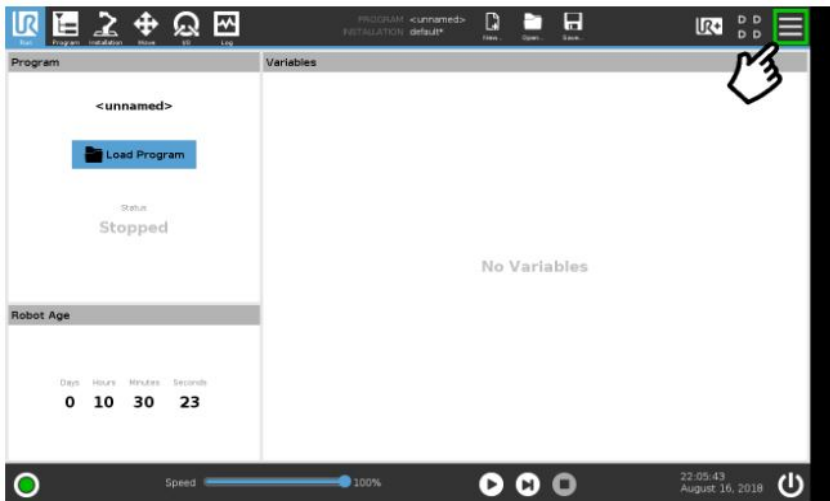 UR
Run
Program
Installation
Move
I/O
Log
PROGRAM <unnamed>
INSTALLATION default*
New...
Open...
Save...
UR+
D D
D D
Program
<unnamed>
Load Program
Status
Stopped
Variables
No Variables
Robot Age
Days Hours Minutes Seconds
0 10 30 23
Speed 100%
22:05:43
August 16, 2018